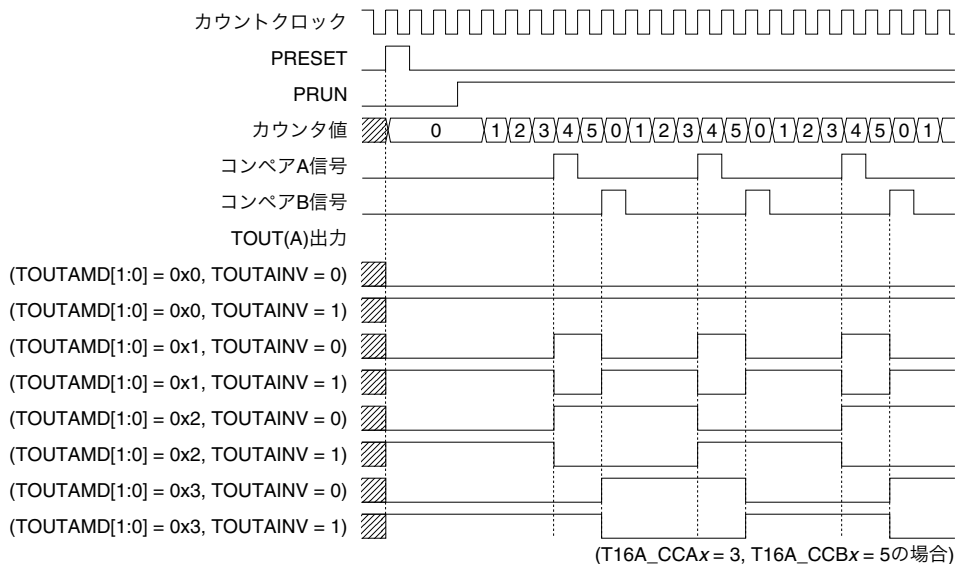 カウントクロック
PRESET
PRUN
カウンタ値 0 1 2 3 4 5 0 1 2 3 4 5 0 1 2 3 4 5 0 1
コンペアA信号
コンペアB信号
TOUT(A)出力
(TOUTAMD[1:0] = 0x0, TOUTAINV = 0)
(TOUTAMD[1:0] = 0x0, TOUTAINV = 1)
(TOUTAMD[1:0] = 0x1, TOUTAINV = 0)
(TOUTAMD[1:0] = 0x1, TOUTAINV = 1)
(TOUTAMD[1:0] = 0x2, TOUTAINV = 0)
(TOUTAMD[1:0] = 0x2, TOUTAINV = 1)
(TOUTAMD[1:0] = 0x3, TOUTAINV = 0)
(TOUTAMD[1:0] = 0x3, TOUTAINV = 1)
(T16A_CCAx = 3, T16A_CCBx = 5の場合)